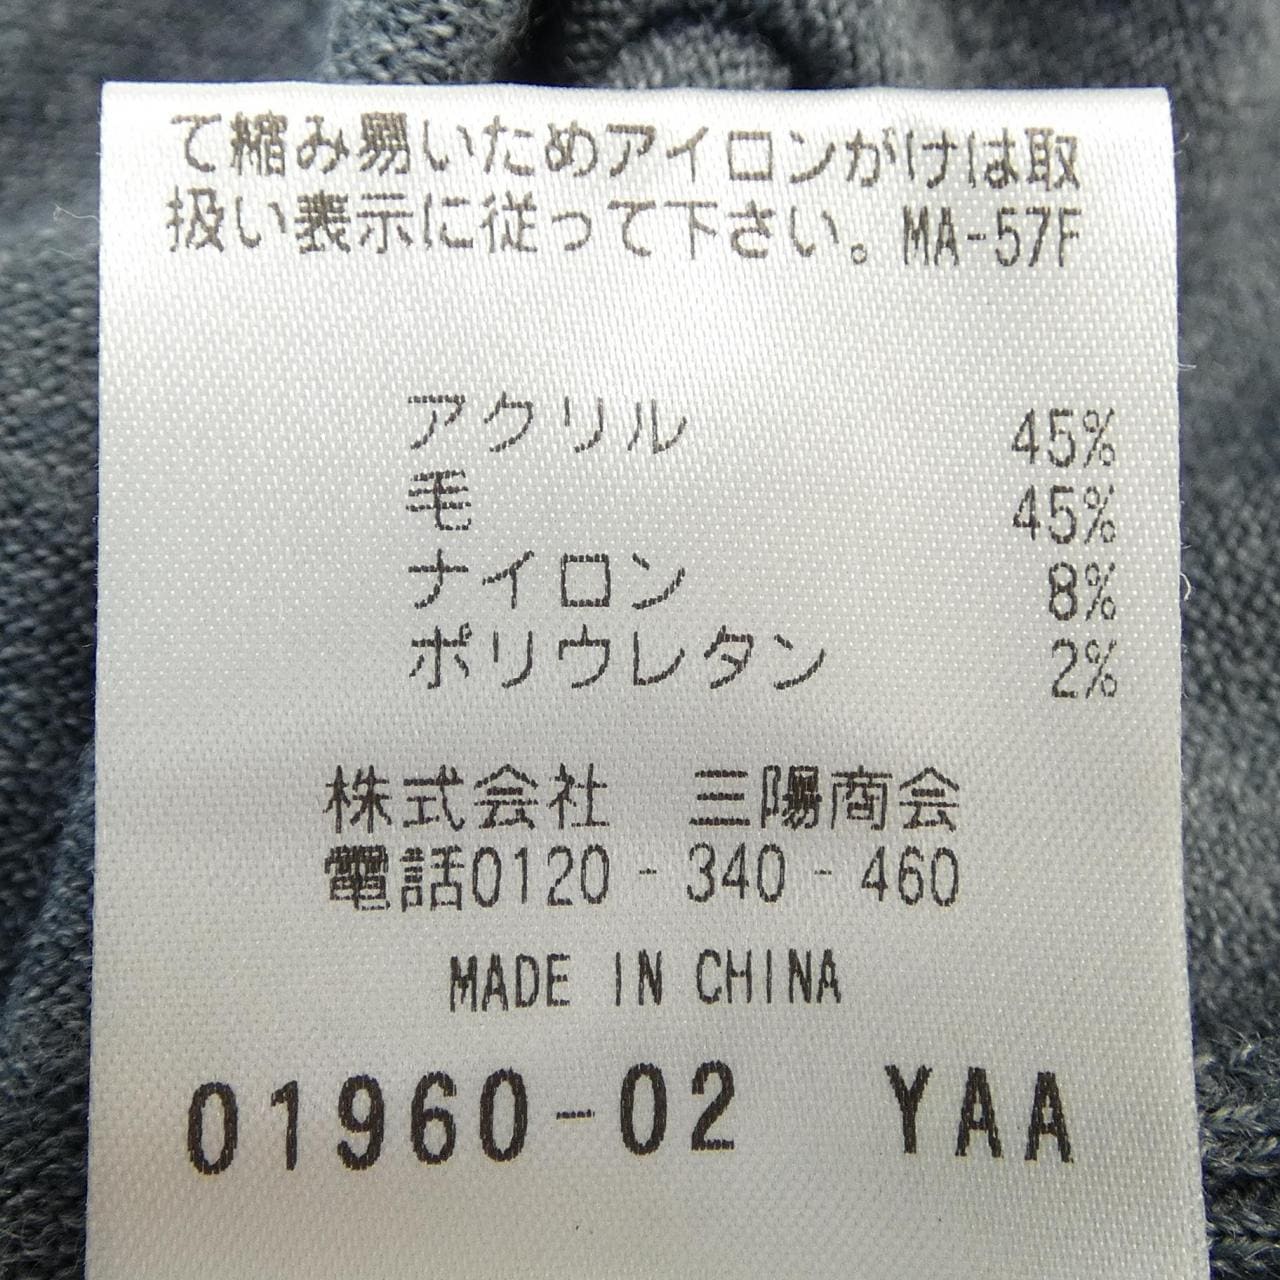 て縮み易いためアイロンがけは取
扱い表示に従って下さい。MA-57F
アクリル 45%
毛 45%
ナイロン 8%
ポリウレタン 2%
株式会社 三陽商会
電話0120-340-460
MADE IN CHINA
01960-02 YAA